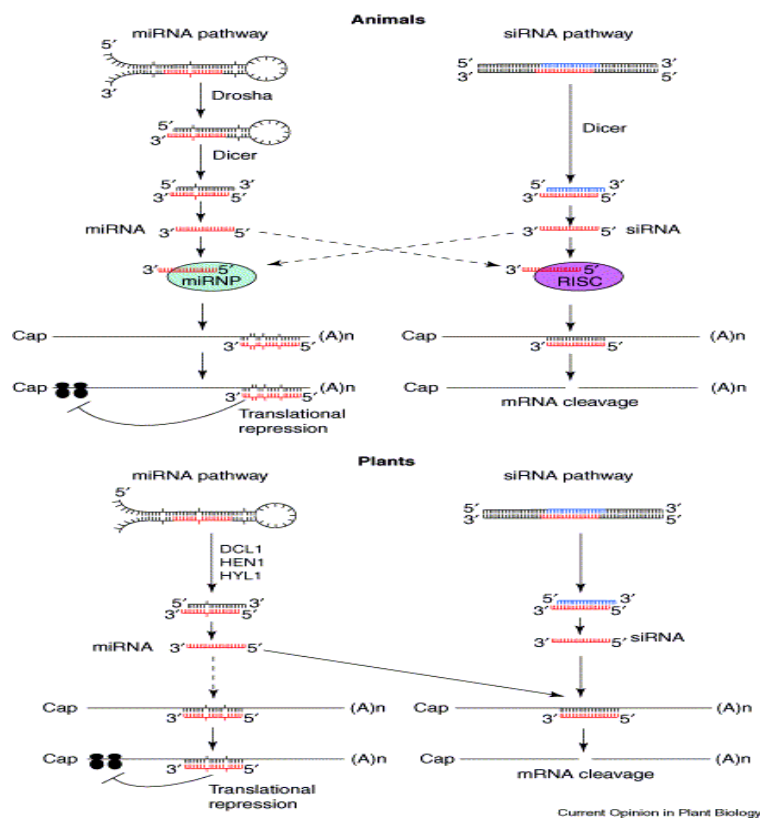 Animals
miRNA pathway siRNA pathway
5′
3′
3′
5′
3′
5′
Drosha
5′
3′
Dicer
Dicer
5′ 3′
3′ 5′
5′ 3′
3′ 5′
miRNA 3′ 5′
3′ 5′ siRNA
3′ 5′
miRNP
3′ 5′
RISC
Cap (A)n
3′ 5′
Cap (A)n
3′ 5′
Cap (A)n
3′ 5′
Translational
repression
Cap (A)n
mRNA cleavage
Plants
miRNA pathway siRNA pathway
5′
3′
3′
5′
DCL1
HEN1
HYL1
5′ 3′
3′ 5′
5′ 3′
3′ 5′
miRNA 3′ 5′
3′ 5′ siRNA
Cap (A)n
3′ 5′
Cap (A)n
3′ 5′
Cap (A)n
3′ 5′
Translational
repression
Cap (A)n
mRNA cleavage
Current Opinion in Plant Biology